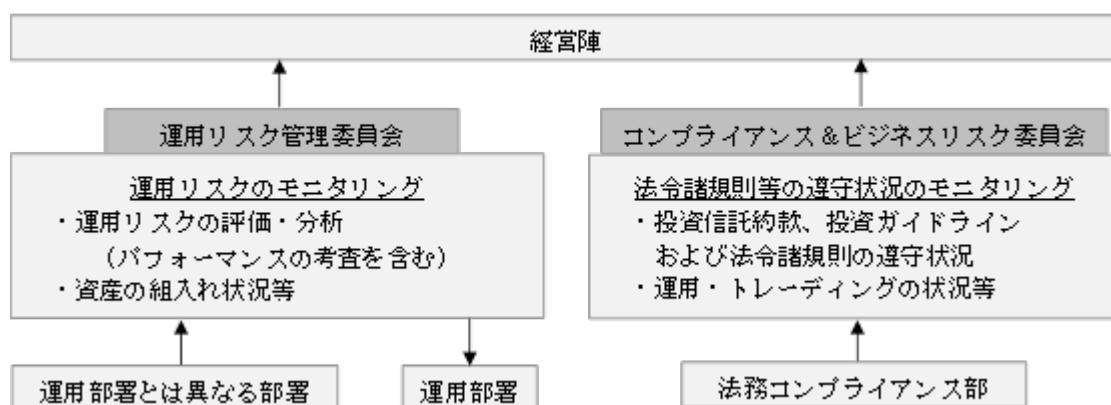 経営陣
運用リスク管理委員会
運用リスクのモニタリング
・運用リスクの評価・分析
（パフォーマンスの考査を含む）
・資産の組入れ状況等
運用部署とは異なる部署
運用部署
コンプライアンス＆ビジネスリスク委員会
法令諸規則等の遵守状況のモニタリング
・投資信託約款、投資ガイドライン
および法令諸規則の遵守状況
・運用・トレーディングの状況等
法務コンプライアンス部